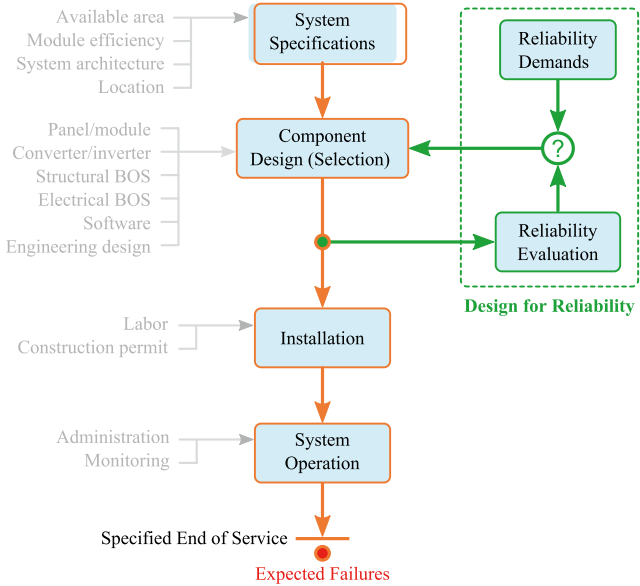 Available area
Module efficiency
System architecture
Location
System
Specifications
Reliability
Demands
Panel/module
Converter/inverter
Structural BOS
Electrical BOS
Software
Engineering design
Component
Design (Selection)
?
Reliability
Evaluation
Design for Reliability
Labor
Construction permit
Installation
Administration
Monitoring
System
Operation
Specified End of Service
Expected Failures